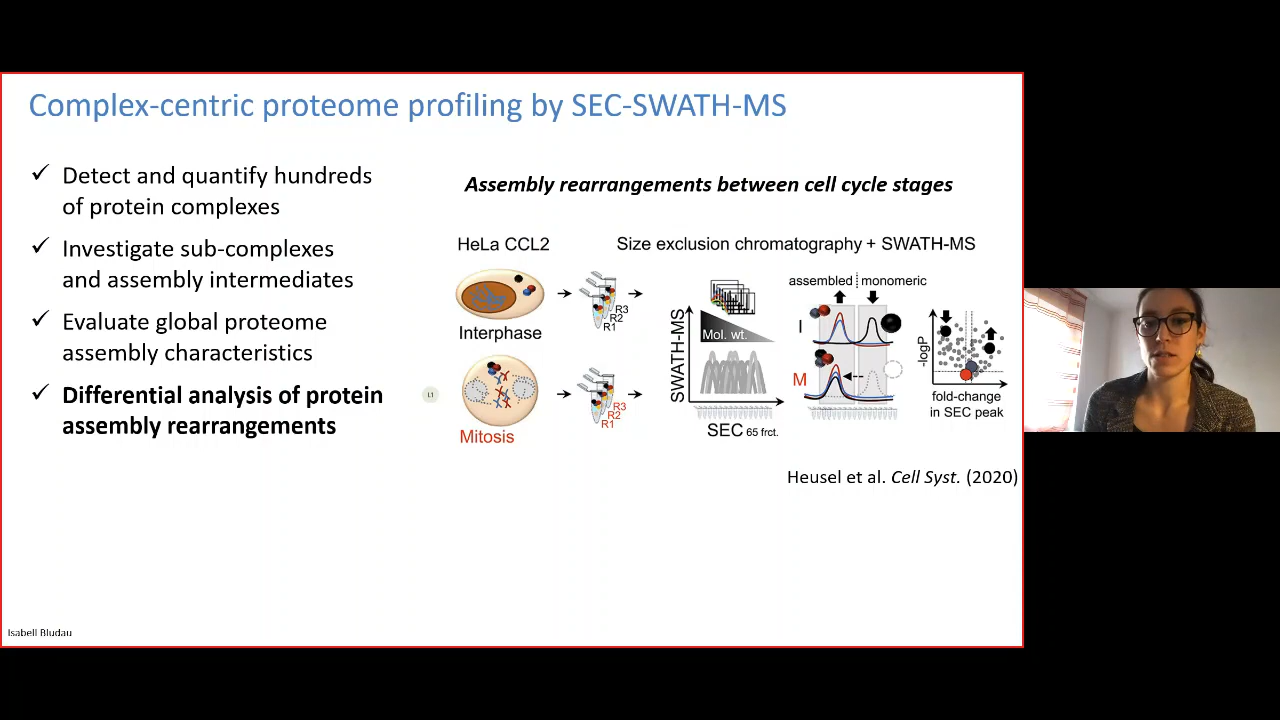 Complex-centric proteome profiling by SEC-SWATH-MS
✓ Detect and quantify hundreds
of protein complexes
✓ Investigate sub-complexes
and assembly intermediates
✓ Evaluate global proteome
assembly characteristics
✓ Differential analysis of protein
assembly rearrangements
Assembly rearrangements between cell cycle stages
HeLa CCL2
Size exclusion chromatography + SWATH-MS
Interphase
R3
R2
R1
Mitosis
R3
R2
R1
SWATH-MS
Mol. wt.
SEC 65 frct.
assembled
monomeric
I
M
-logP
fold-change
in SEC peak
Heusel et al. Cell Syst. (2020)
Isabell Bludau